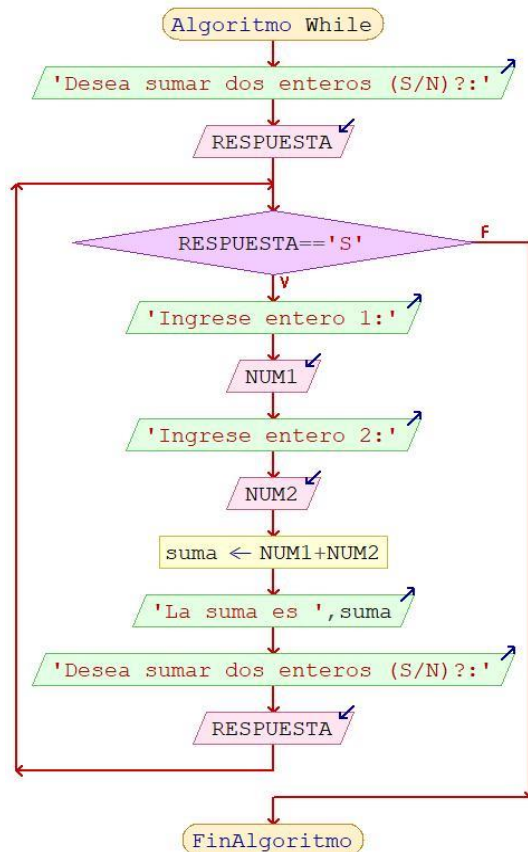 Algoritmo While
'Desea sumar dos enteros (S/N)?:'
RESPUESTA
RESPUESTA=='S'
F
V
'Ingrese entero 1:'
NUM1
'Ingrese entero 2:'
NUM2
suma ← NUM1+NUM2
'La suma es ',suma
'Desea sumar dos enteros (S/N)?:'
RESPUESTA
FinAlgoritmo